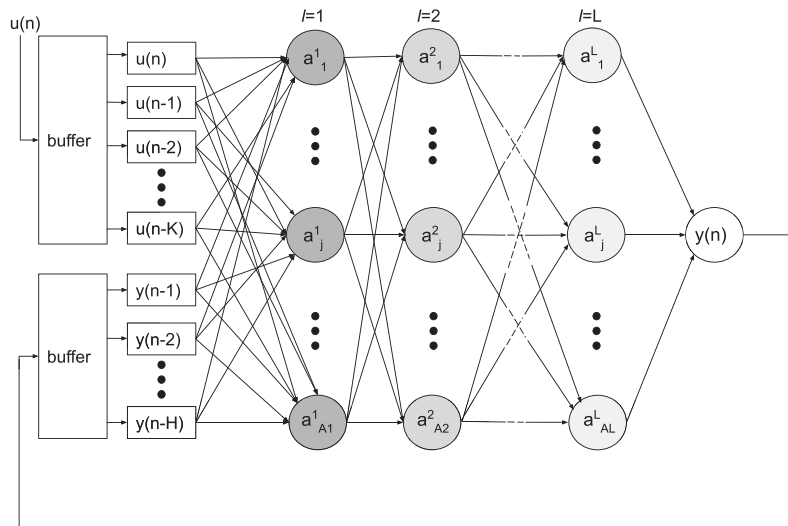 u(n)
buffer
u(n)
u(n-1)
u(n-2)
u(n-K)
buffer
y(n-1)
y(n-2)
y(n-H)
l=1
a¹₁
a¹ⱼ
a¹A1
l=2
a²₁
a²ⱼ
a²A2
l=L
aᴸ₁
aᴸⱼ
aᴸAL
y(n)